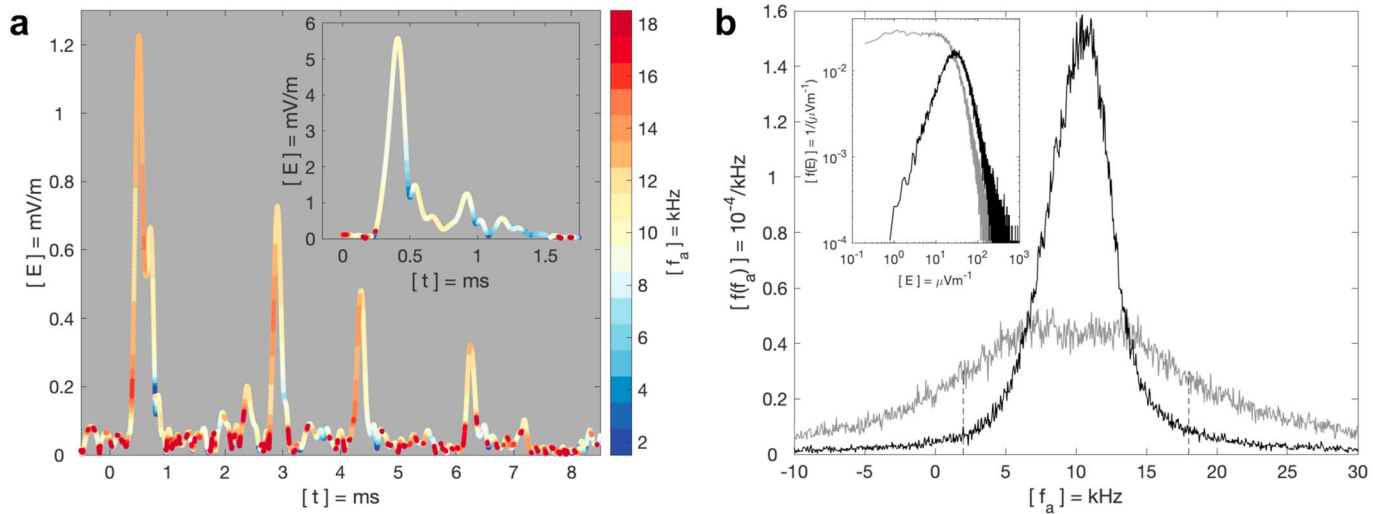 a
[ E ] = mV/m
1.2
1
0.8
0.6
0.4
0.2
0
0 1 2 3 4 5 6 7 8
[ t ] = ms
[ E ] = mV/m
6
5
4
3
2
1
0
0 0.5 1 1.5
[ t ] = ms
18
16
14
12
10
8
6
4
2
[ f_a ] = kHz
b
[ f(f_a) ] = 10^-4/kHz
1.6
1.4
1.2
1
0.8
0.6
0.4
0.2
0
-10 -5 0 5 10 15 20 25 30
[ f_a ] = kHz
[ f(E) ] = 1/(μVm^-1)
10^-2
10^-3
10^-4
10^-1 10^0 10^1 10^2 10^3
[ E ] = μVm^-1